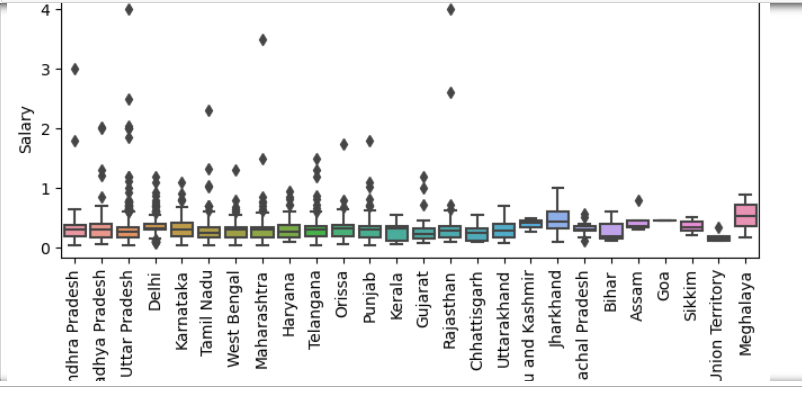 4
3
2
1
0
Salary
ndhra Pradesh
adhya Pradesh
Uttar Pradesh
Delhi
Karnataka
Tamil Nadu
West Bengal
Maharashtra
Haryana
Telangana
Orissa
Punjab
Kerala
Gujarat
Rajasthan
Chhattisgarh
Uttarakhand
u and Kashmir
Jharkhand
achal Pradesh
Bihar
Assam
Goa
Sikkim
Union Territory
Meghalaya